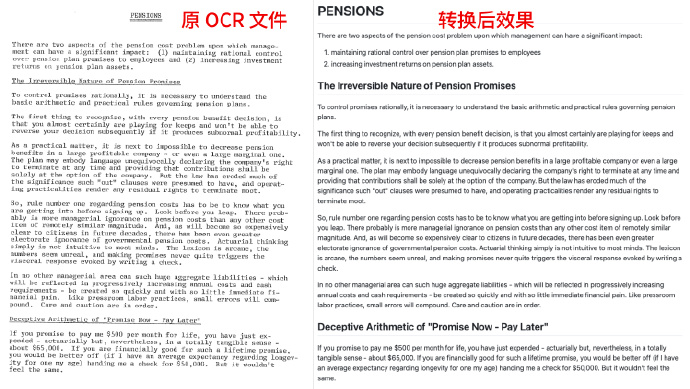 PENSIONS
原 OCR 文件
There are two aspects of the pension cost problem upon which manage-
ment can have a significant impact: (1) maintaining rational control
over pension plan promises to employees and (2) increasing investment
returns on pension plan assets.
The Irreversible Nature of Pension Promises
To control promises rationally, it is necessary to understand the
basic arithmetic and practical rules governing pension plans.
The first thing to recognize, with every pension benefit decision, is
that you almost certainly are playing for keeps and won't be able to
reverse your decision subsequently if it produces subnormal profitability.
As a practical matter, it is next to impossible to decrease pension
benefits in a large profitable company - or even a large marginal one.
The plan may embody language unequivocally declaring the company's right
to terminate at any time and providing that contributions shall be
solely at the option of the company. But the law has eroded much of
the significance such "out" clauses were presumed to have, and operat-
ing practicalities render any residual rights to terminate moot.
So, rule number one regarding pension costs has to be to know what you
are getting into before signing up. Look before you leap. There prob-
ably is more managerial ignorance on pension costs than any other cost
item of remotely similar magnitude. And, as will become so expensively
clear to citizens in future decades, there has been even greater
electorate ignorance of governmental pension costs. Actuarial thinking
simply is not intuitive to most minds. The lexicon is arcane, the
numbers seem unreal, and making promises never quite triggers the
visceral response evoked by writing a check.
In no other managerial area can such huge aggregate liabilities - which
will be reflected in progressively increasing annual costs and cash
requirements - be created so quickly and with so little immediate fi-
nancial pain. Like pressroom labor practices, small errors will com-
pound. Care and caution are in order.
Deceptive Arithmetic of "Promise Now - Pay Later"
If you promise to pay me $500 per month for life, you have just ex-
pended - actuarially but, nevertheless, in a totally tangible sense -
about $65,000. If you are financially good for such a lifetime promise,
you would be better off (if I have an average expectancy regarding longev-
ity for one my age) handing me a check for $50,000. But it wouldn't
feel the same.
PENSIONS
转换后效果
There are two aspects of the pension cost problem upon which management can have a significant impact:
1. maintaining rational control over pension plan promises to employees
2. increasing investment returns on pension plan assets.
The Irreversible Nature of Pension Promises
To control promises rationally, it is necessary to understand the basic arithmetic and practical rules governing pension
plans.
The first thing to recognize, with every pension benefit decision, is that you almost certainly are playing for keeps and
won't be able to reverse your decision subsequently if it produces subnormal profitability.
As a practical matter, it is next to impossible to decrease pension benefits in a large profitable company or even a large
marginal one. The plan may embody language unequivocally declaring the company's right to terminate at any time and
providing that contributions shall be solely at the option of the company. But the law has eroded much of the
significance such "out" clauses were presumed to have, and operating practicalities render any residual rights to
terminate moot.
So, rule number one regarding pension costs has to be to know what you are getting into before signing up. Look before
you leap. There probably is more managerial ignorance on pension costs than any other cost item of remotely similar
magnitude. And, as will become so expensively clear to citizens in future decades, there has been even greater
electorate ignorance of governmental pension costs. Actuarial thinking simply is not intuitive to most minds. The lexicon
is arcane, the numbers seem unreal, and making promises never quite triggers the visceral response evoked by writing a
check.
In no other managerial area can such huge aggregate liabilities - which will be reflected in progressively increasing
annual costs and cash requirements - be created so quickly and with so little immediate financial pain. Like pressroom
labor practices, small errors will compound. Care and caution are in order.
Deceptive Arithmetic of "Promise Now - Pay Later"
If you promise to pay me $500 per month for life, you have just expended - actuarially but, nevertheless, in a totally
tangible sense - about $65,000. If you are financially good for such a lifetime promise, you would be better off (if I have
an average expectancy regarding longevity for one my age) handing me a check for $50,000. But it wouldn't feel the
same.